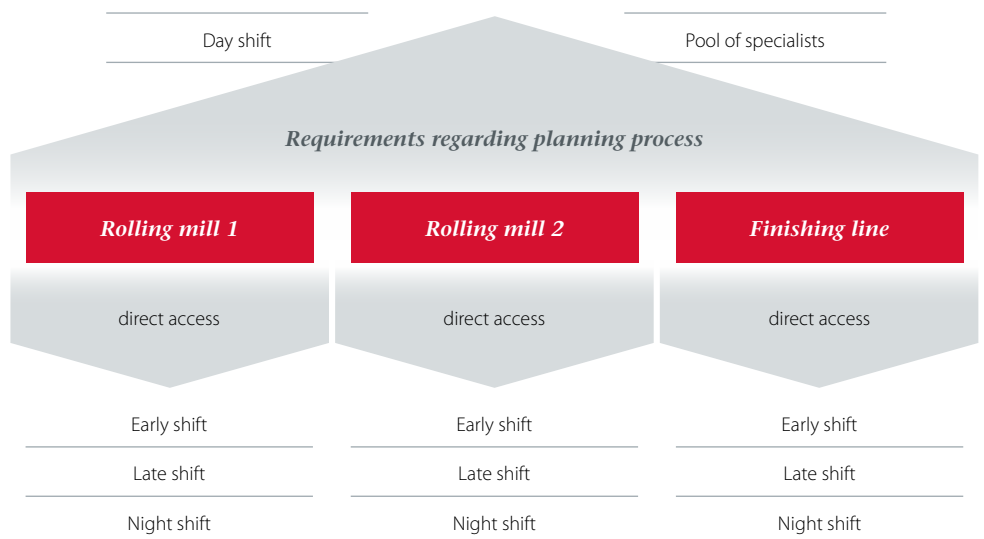 Day shift
Pool of specialists
Requirements regarding planning process
Rolling mill 1
Rolling mill 2
Finishing line
direct access
direct access
direct access
Early shift
Early shift
Early shift
Late shift
Late shift
Late shift
Night shift
Night shift
Night shift